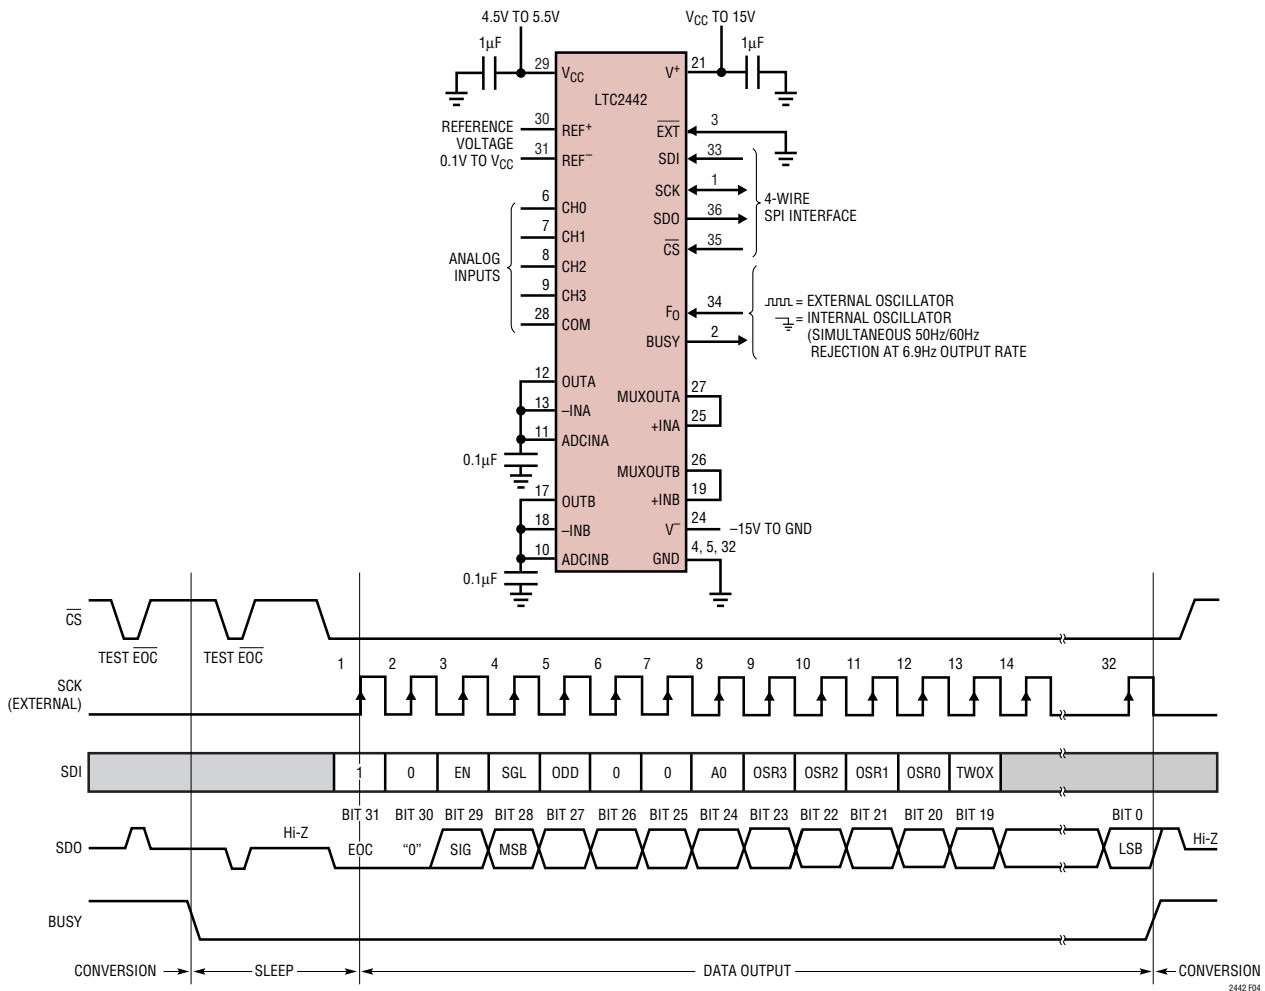 4.5V TO 5.5V
VCC TO 15V
1µF
1µF
29
VCC
V+
21
LTC2442
REFERENCE
VOLTAGE
0.1V TO VCC
30
REF+
31
REF–
EXT
3
SDI
33
SCK
1
SDO
36
CS
35
4-WIRE
SPI INTERFACE
ANALOG
INPUTS
6
CH0
7
CH1
8
CH2
9
CH3
28
COM
FO
34
BUSY
2
= EXTERNAL OSCILLATOR
= INTERNAL OSCILLATOR
(SIMULTANEOUS 50Hz/60Hz
REJECTION AT 6.9Hz OUTPUT RATE
12
OUTA
13
–INA
11
ADCINA
0.1µF
MUXOUTA
27
+INA
25
17
OUTB
18
–INB
10
ADCINB
0.1µF
MUXOUTB
26
+INB
19
V–
24
–15V TO GND
GND
4, 5, 32
CS
TEST EOC
TEST EOC
SCK
(EXTERNAL)
1 2 3 4 5 6 7 8 9 10 11 12 13 14 32
SDI
1 0 EN SGL ODD 0 0 A0 OSR3 OSR2 OSR1 OSR0 TWOX
BIT 31 BIT 30 BIT 29 BIT 28 BIT 27 BIT 26 BIT 25 BIT 24 BIT 23 BIT 22 BIT 21 BIT 20 BIT 19 BIT 0
SDO
Hi-Z
EOC “0” SIG MSB LSB
Hi-Z
BUSY
CONVERSION
SLEEP
DATA OUTPUT
CONVERSION
2442 F04